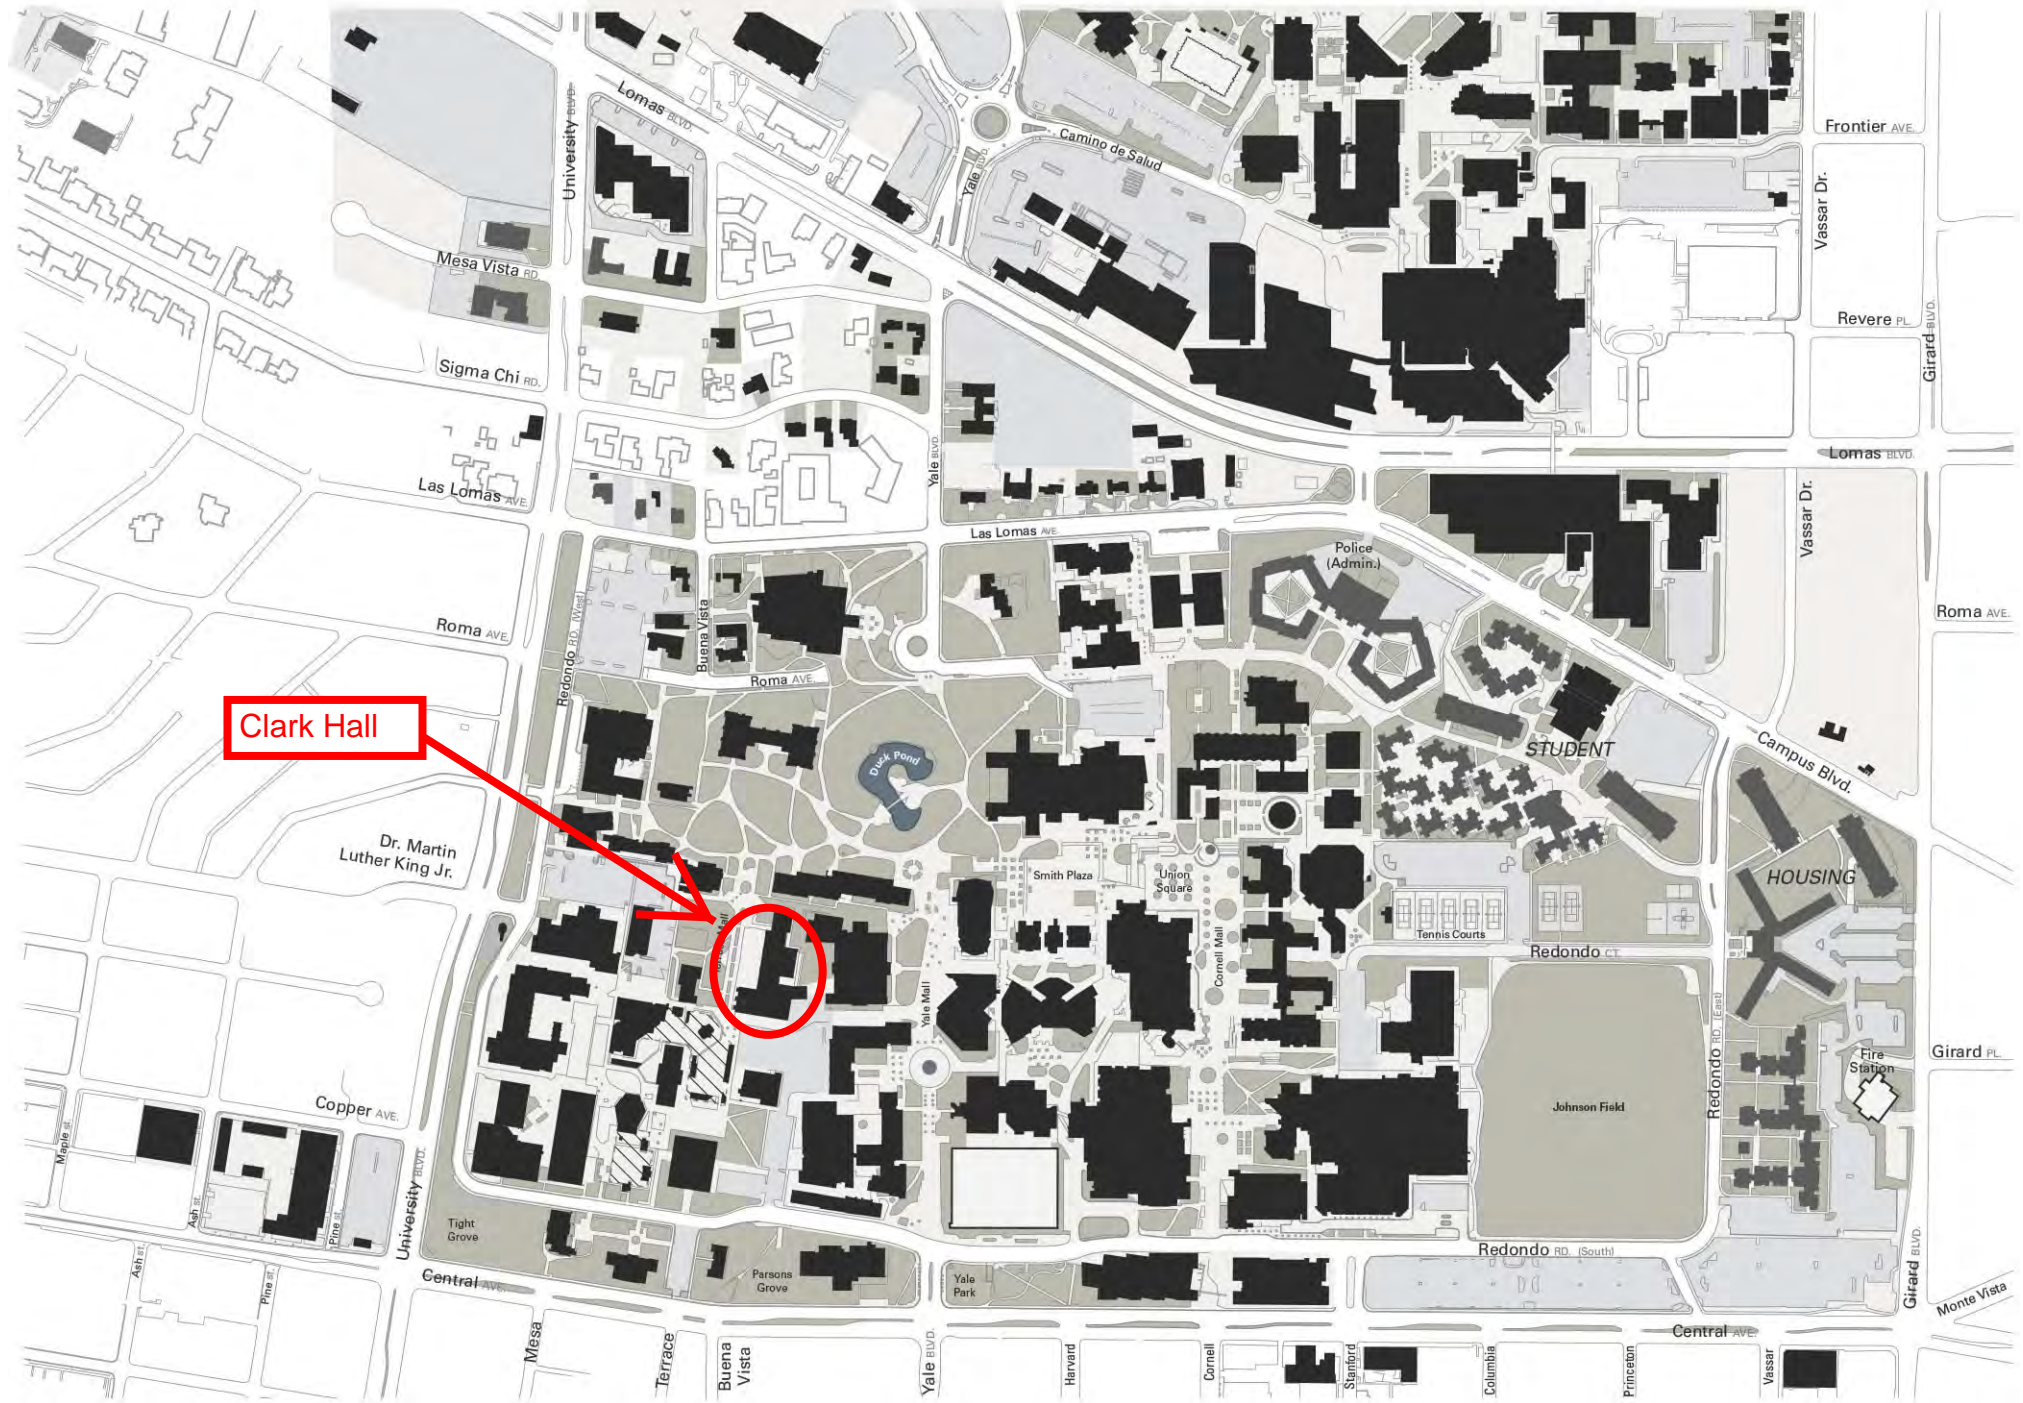 Lomas BLVD.
University BLVD.
Yale BLVD.
Camino de Salud
Frontier AVE.
Vassar Dr.
Mesa Vista RD.
Revere PL.
Girard BLVD.
Sigma Chi RD.
Yale BLVD.
Lomas BLVD.
Las Lomas AVE.
Vassar Dr.
Las Lomas AVE.
Police
(Admin.)
Roma AVE.
Redondo RD. (West)
Buena Vista
Roma AVE.
Roma AVE.
Clark Hall
Duck Pond
STUDENT
Campus Blvd.
Dr. Martin
Luther King Jr.
Smith Plaza
Union
Square
HOUSING
Mall
Cornell Mall
Tennis Courts
Redondo CT.
Yale Mall
Redondo RD. (East)
Fire
Station
Girard PL.
Copper AVE.
Johnson Field
Maple st.
Ash st.
Pine st.
University BLVD.
Tight
Grove
Ash st.
Pine st.
Central AVE.
Parsons
Grove
Yale
Park
Redondo RD. (South)
Girard BLVD.
Monte Vista
Central AVE.
Mesa
Terrace
Buena
Vista
Yale BLVD.
Harvard
Cornell
Stanford
Columbia
Princeton
Vassar